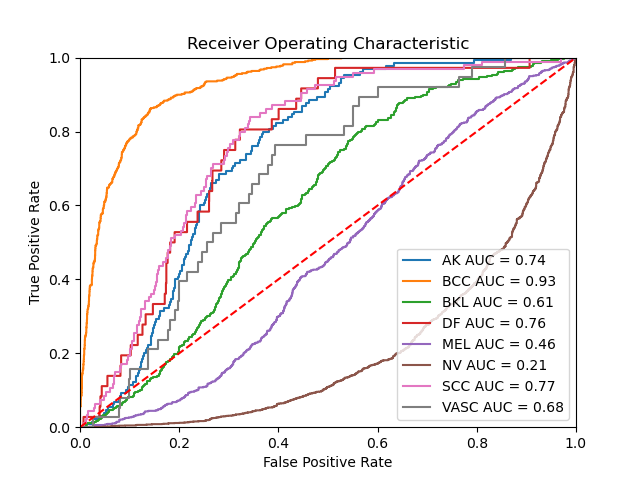 Receiver Operating Characteristic
1.0
0.8
0.6
0.4
0.2
0.0
True Positive Rate
AK AUC = 0.74
BCC AUC = 0.93
BKL AUC = 0.61
DF AUC = 0.76
MEL AUC = 0.46
NV AUC = 0.21
SCC AUC = 0.77
VASC AUC = 0.68
0.0 0.2 0.4 0.6 0.8 1.0
False Positive Rate